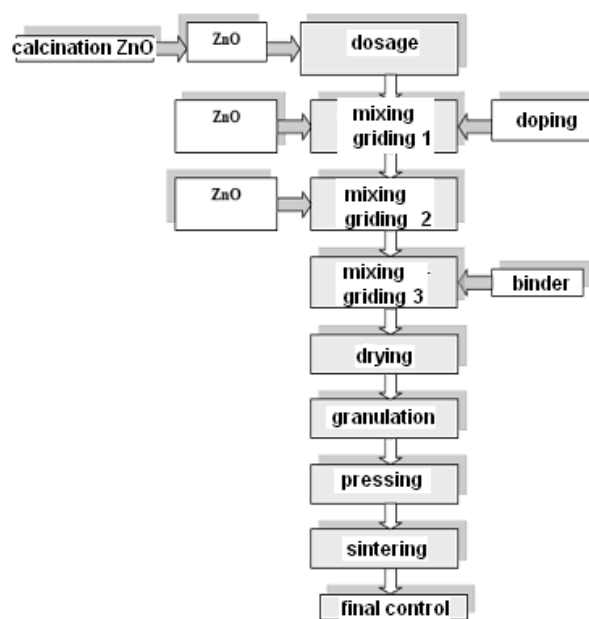 calcination ZnO
ZnO
dosage
ZnO
mixing
griding 1
doping
ZnO
mixing
griding 2
mixing
griding 3
binder
drying
granulation
pressing
sintering
final control